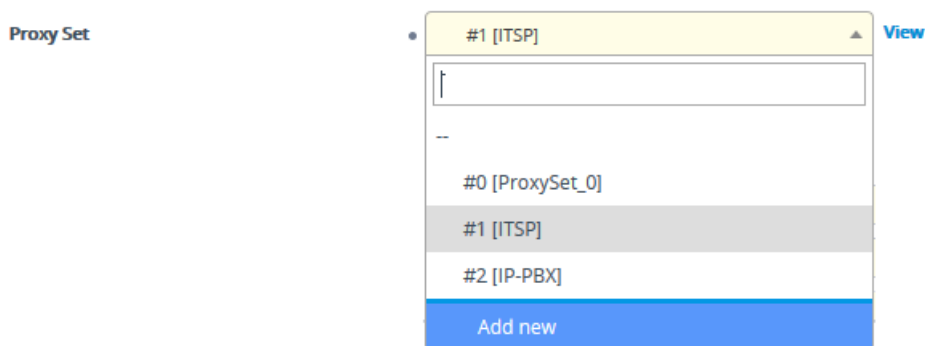 Proxy Set #1 [ITSP] View
--
#0 [ProxySet_0]
#1 [ITSP]
#2 [IP-PBX]
Add new